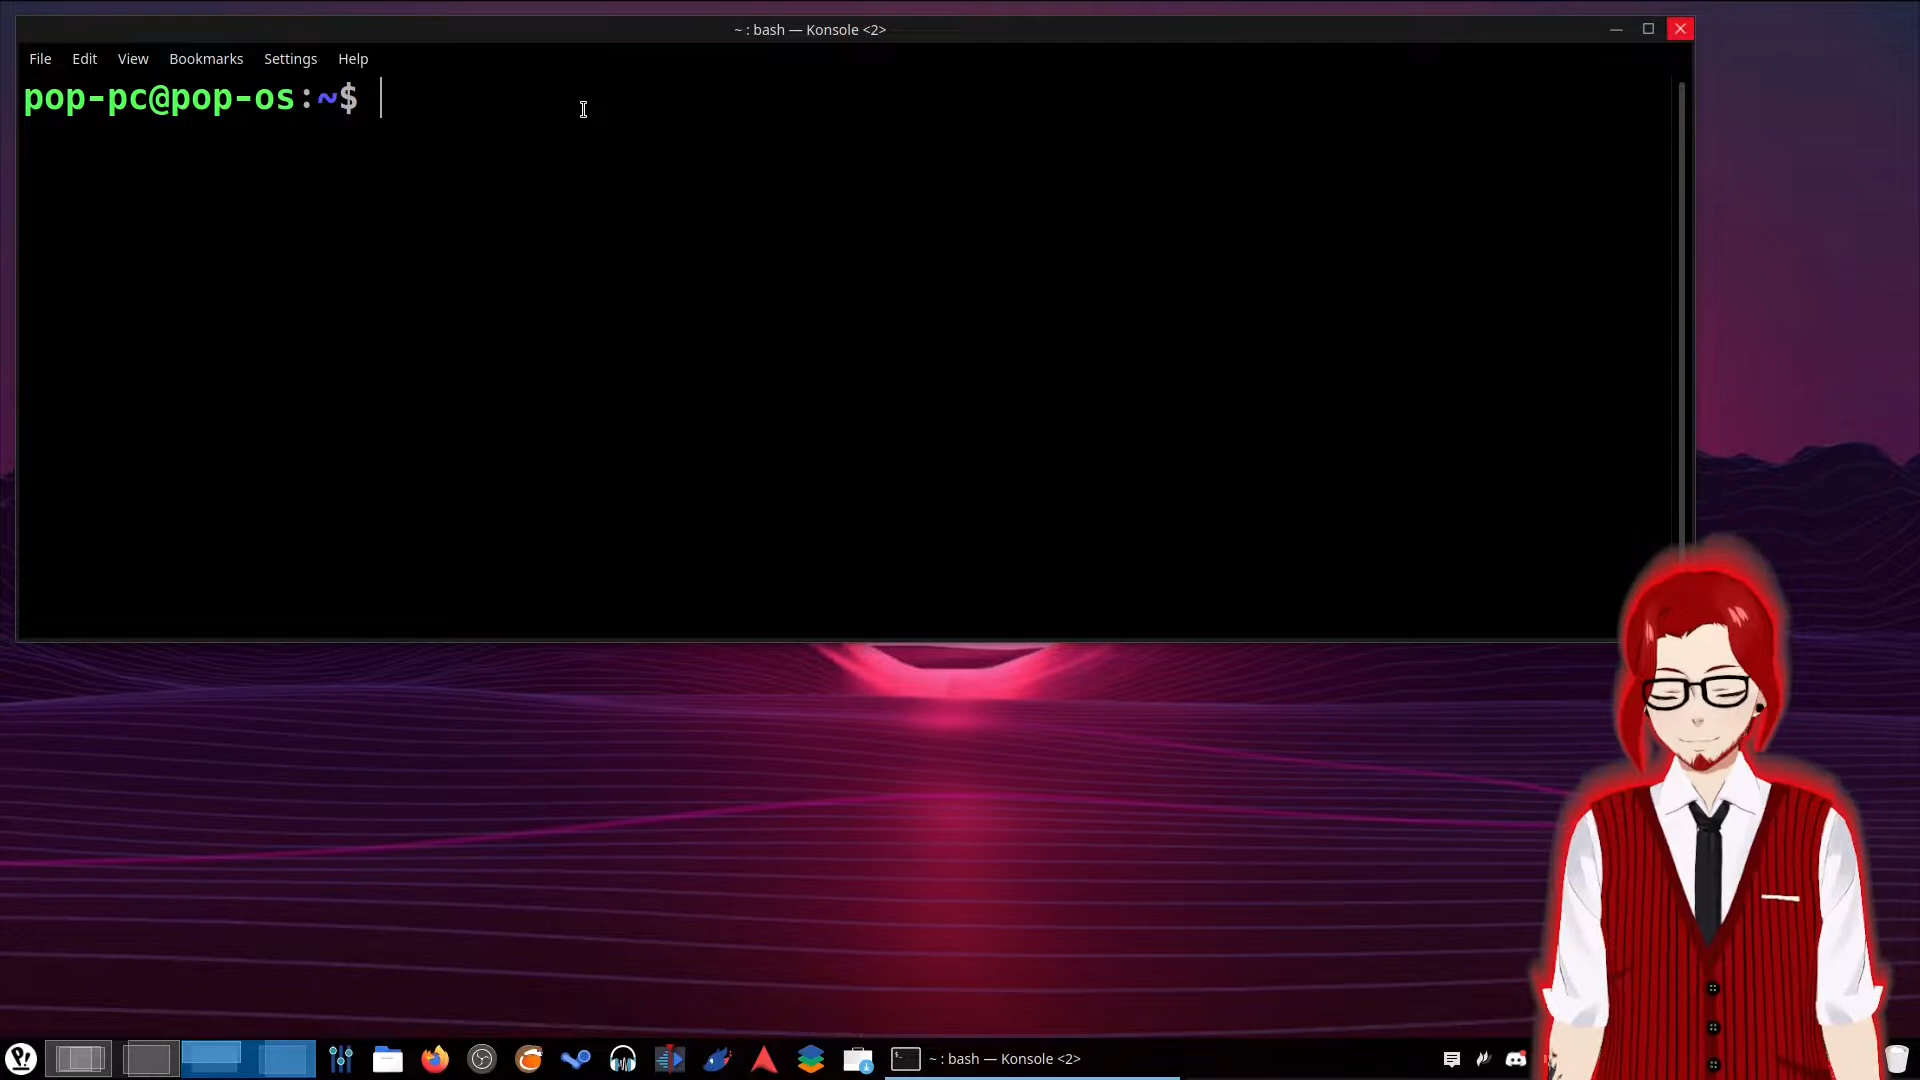 ~ : bash — Konsole <2>
File Edit View Bookmarks Settings Help
pop-pc@pop-os:~$
~ : bash — Konsole <2>